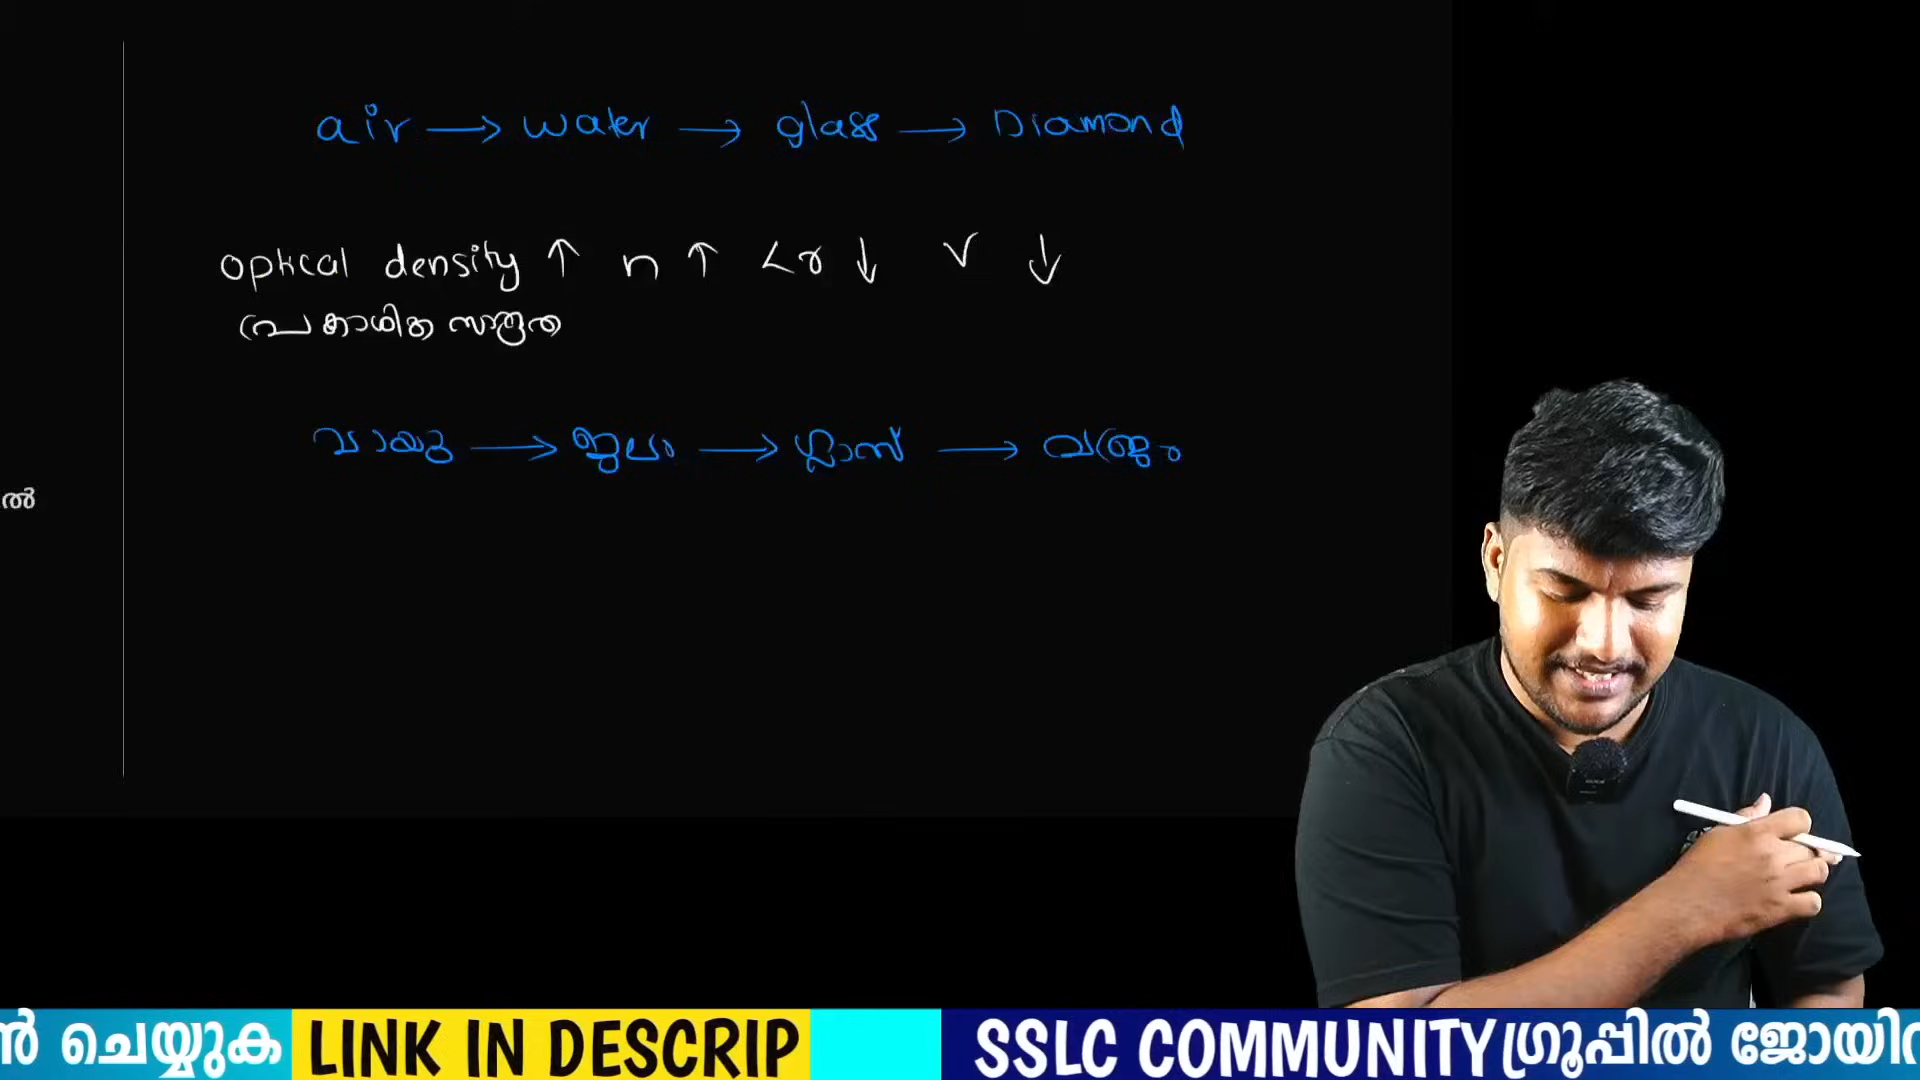 air → water → glass → Diamond
optical density ↑ n ↑ <r ↓ v ↓
(പ്രകാശിക സാന്ദ്രത
വായു → ജലം → ഗ്ലാസ് → വജ്രം
ൽ
ൻ ചെയ്യുക LINK IN DESCRIP SSLC COMMUNITY ഗ്രൂപ്പിൽ ജോയി